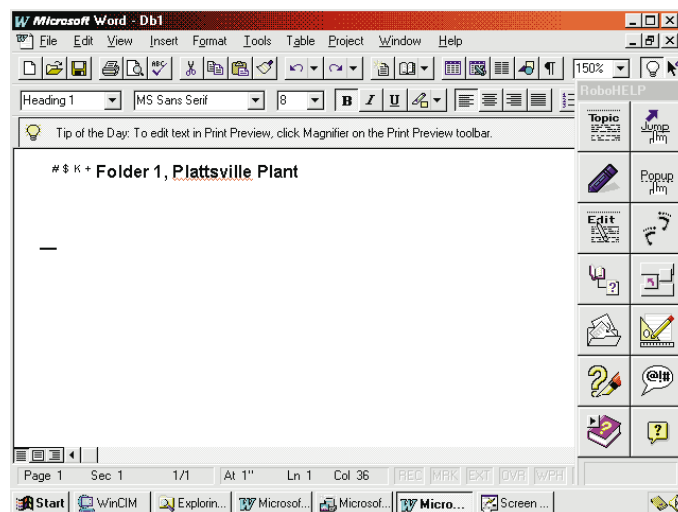 Microsoft Word - Db1
File Edit View Insert Format Tools Table Project Window Help
ABC
150%
Heading 1 MS Sans Serif 8 B I U
RoboHELP
Tip of the Day: To edit text in Print Preview, click Magnifier on the Print Preview toolbar.
Topic Jump
# $ K + Folder 1, Plattsville Plant
Popup
Edit
?
@!#
?
Page 1 Sec 1 1/1 At 1" Ln 1 Col 36 REC MRK EXT OVR WPH
Start WinCIM Explorin... Microsof... Microsof... Micro... Screen ...